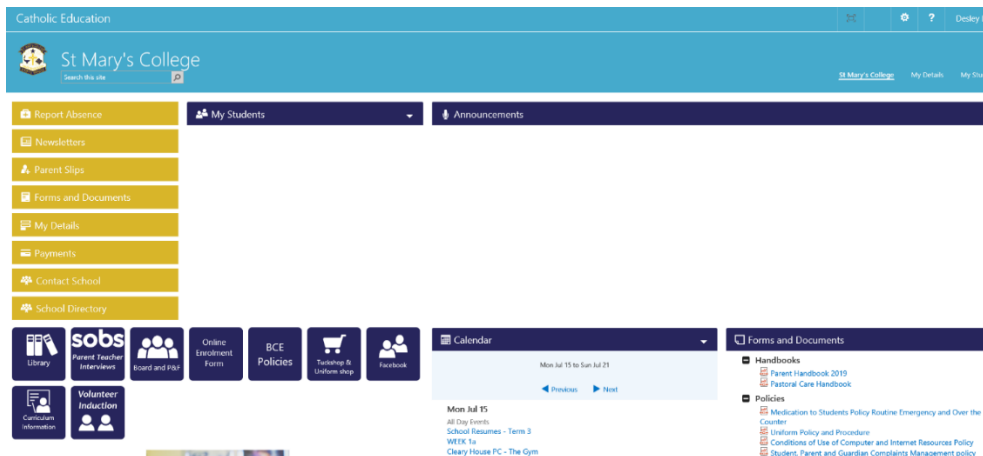 Catholic Education
?
Desley
St Mary's College
Search this site
St Mary's College
My Details
My Stu
Report Absence
Newsletters
Parent Slips
Forms and Documents
My Details
Payments
Contact School
School Directory
My Students
Announcements
Library
sobs
Parent Teacher
Interviews
Board and P&F
Online
Enrolment
Form
BCE
Policies
Tuckshop &
Uniform shop
Facebook
Curriculum
Information
Volunteer
Induction
Calendar
Mon Jul 15 to Sun Jul 21
Previous
Next
Mon Jul 15
All Day Events
School Resumes - Term 3
WEEK 1a
Cleary House PC - The Gym
Forms and Documents
Handbooks
Parent Handbook 2019
Pastoral Care Handbook
Policies
Medication to Students Policy Routine Emergency and Over the
Counter
Uniform Policy and Procedure
Conditions of Use of Computer and Internet Resources Policy
Student, Parent and Guardian Complaints Management policy